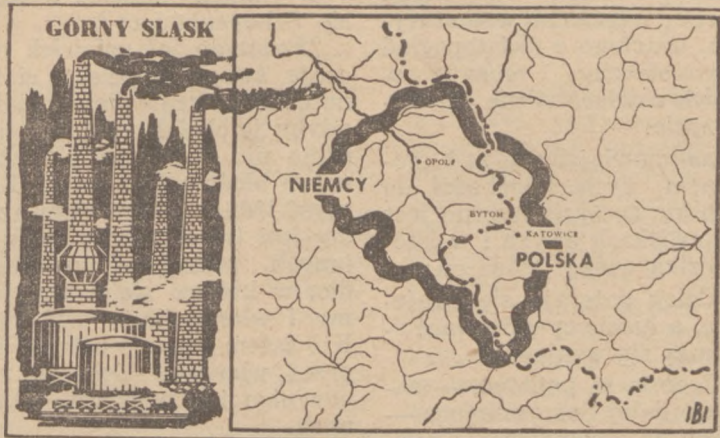 GÓRNY ŚLĄSK
NIEMCY
OPOLE
BYTOM
KATOWICE
POLSKA
IBI